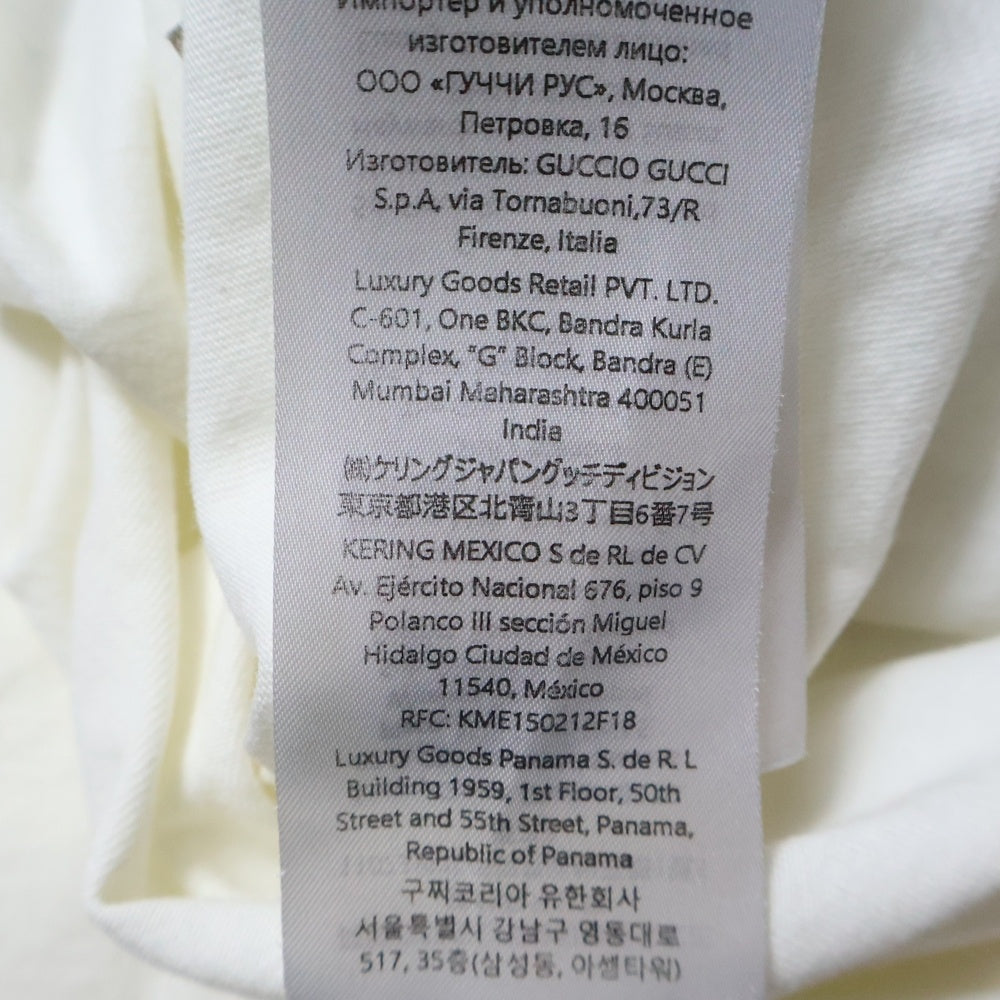 Импортер и уполномоченное
изготовителем лицо:
ООО «ГУЧЧИ РУС», Москва,
Петровка, 16
Изготовитель: GUCCIO GUCCI
S.p.A, via Tornabuoni,73/R
Firenze, Italia
Luxury Goods Retail PVT. LTD.
C-601, One BKC, Bandra Kurla
Complex, “G” Block, Bandra (E)
Mumbai Maharashtra 400051
India
㈱ケリングジャパングッチディビジョン
東京都港区北青山3丁目6番7号
KERING MEXICO S de RL de CV
Av. Ejército Nacional 676, piso 9
Polanco III sección Miguel
Hidalgo Ciudad de México
11540, México
RFC: KME150212F18
Luxury Goods Panama S. de R. L
Building 1959, 1st Floor, 50th
Street and 55th Street, Panama,
Republic of Panama
구찌코리아 유한회사
서울특별시 강남구 영동대로
517, 35층(삼성동, 아셈타워)